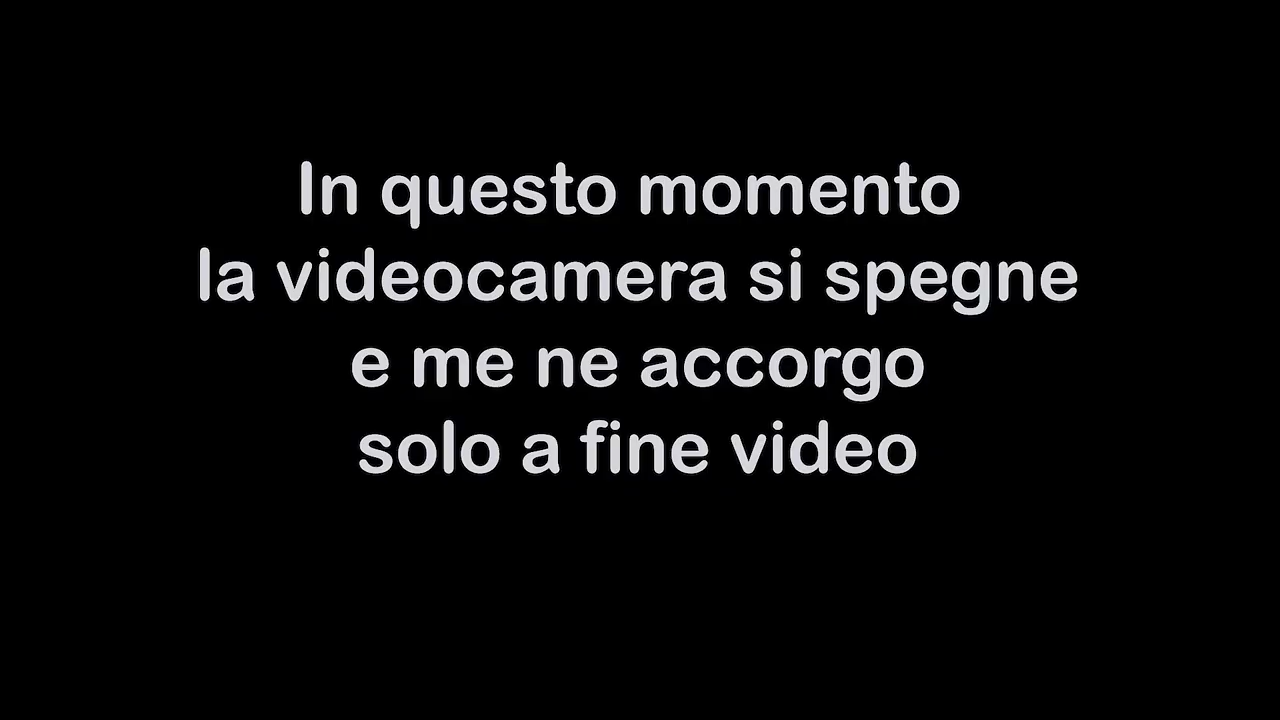 In questo momento
la videocamera si spegne
e me ne accorgo
solo a fine video